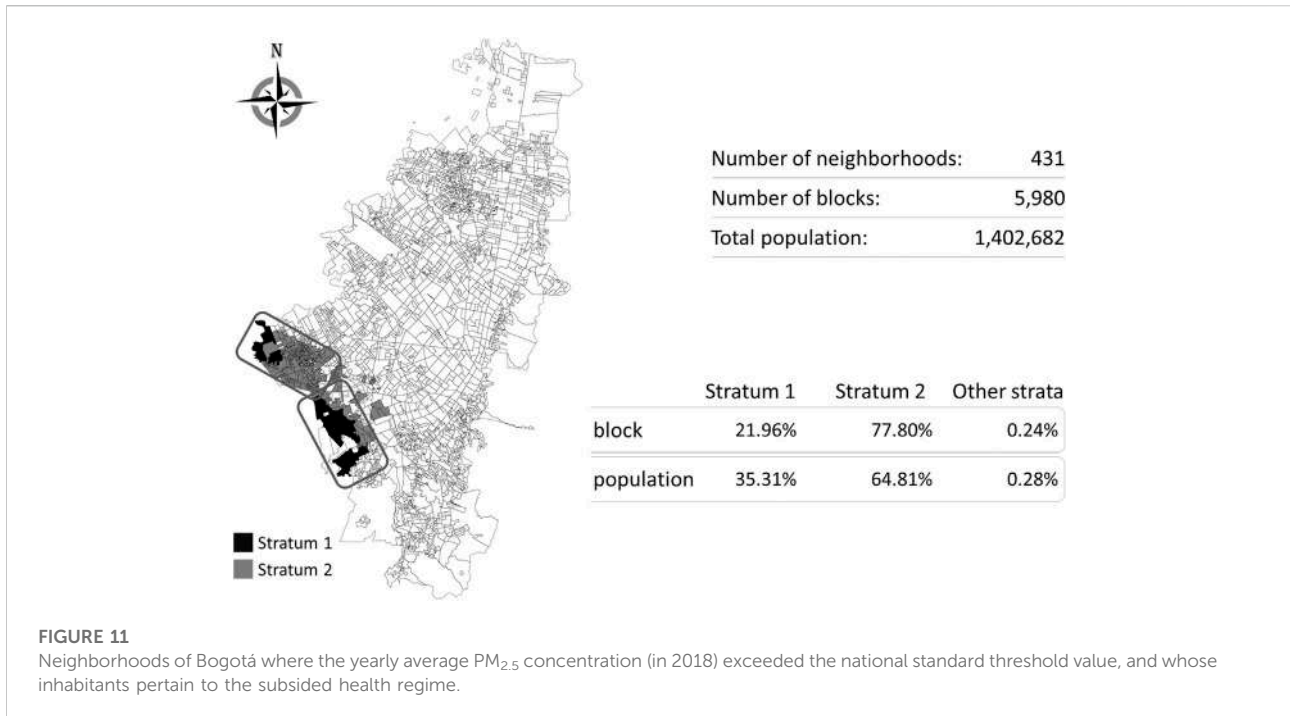 N
Number of neighborhoods: 431
Number of blocks: 5,980
Total population: 1,402,682
Stratum 1 Stratum 2 Other strata
block 21.96% 77.80% 0.24%
population 35.31% 64.81% 0.28%
Stratum 1
Stratum 2
FIGURE 11
Neighborhoods of Bogotá where the yearly average PM2.5 concentration (in 2018) exceeded the national standard threshold value, and whose
inhabitants pertain to the subsided health regime.